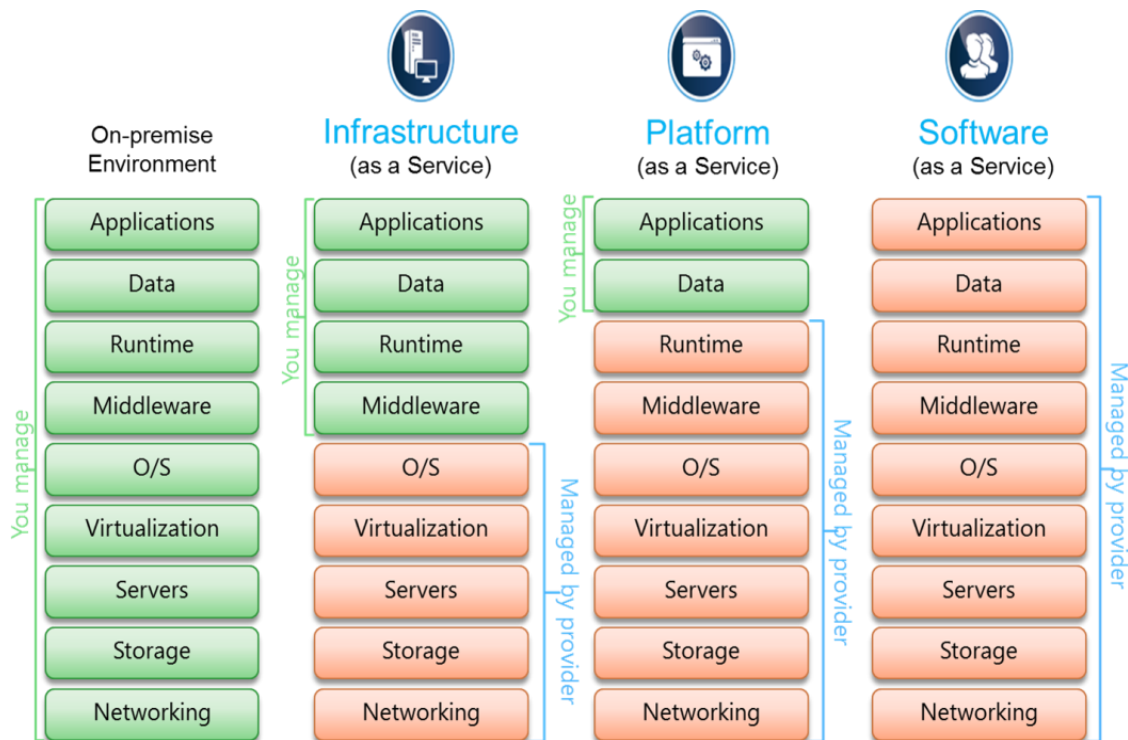 On-premise
Environment
Infrastructure
(as a Service)
Platform
(as a Service)
Software
(as a Service)
You manage
Applications
Data
Runtime
Middleware
O/S
Virtualization
Servers
Storage
Networking
You manage
Applications
Data
Runtime
Middleware
O/S
Virtualization
Servers
Storage
Networking
Managed by provider
You manage
Applications
Data
Runtime
Middleware
O/S
Virtualization
Servers
Storage
Networking
Managed by provider
Applications
Data
Runtime
Middleware
O/S
Virtualization
Servers
Storage
Networking
Managed by provider